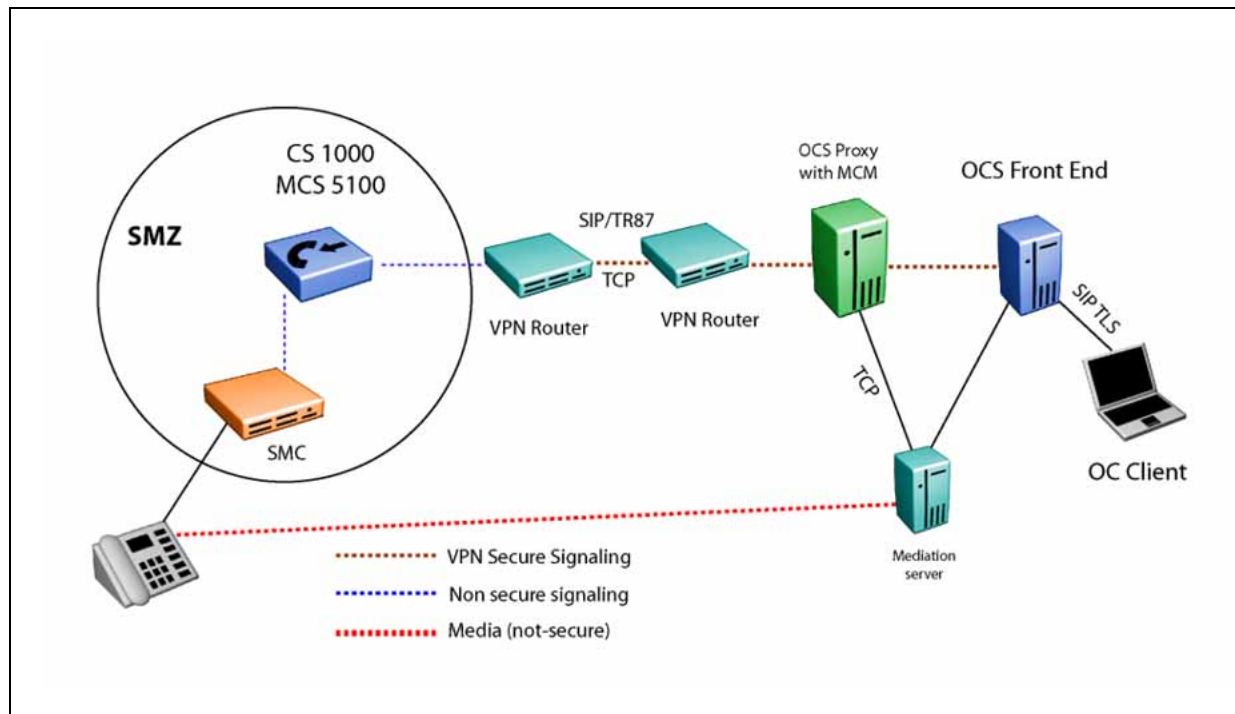 CS 1000
MCS 5100
SMZ
SMC
VPN Router
SIP/TR87
TCP
VPN Router
OCS Proxy
with MCM
OCS Front End
SIP TLS
TCP
OC Client
Mediation
server
VPN Secure Signaling
Non secure signaling
Media (not-secure)